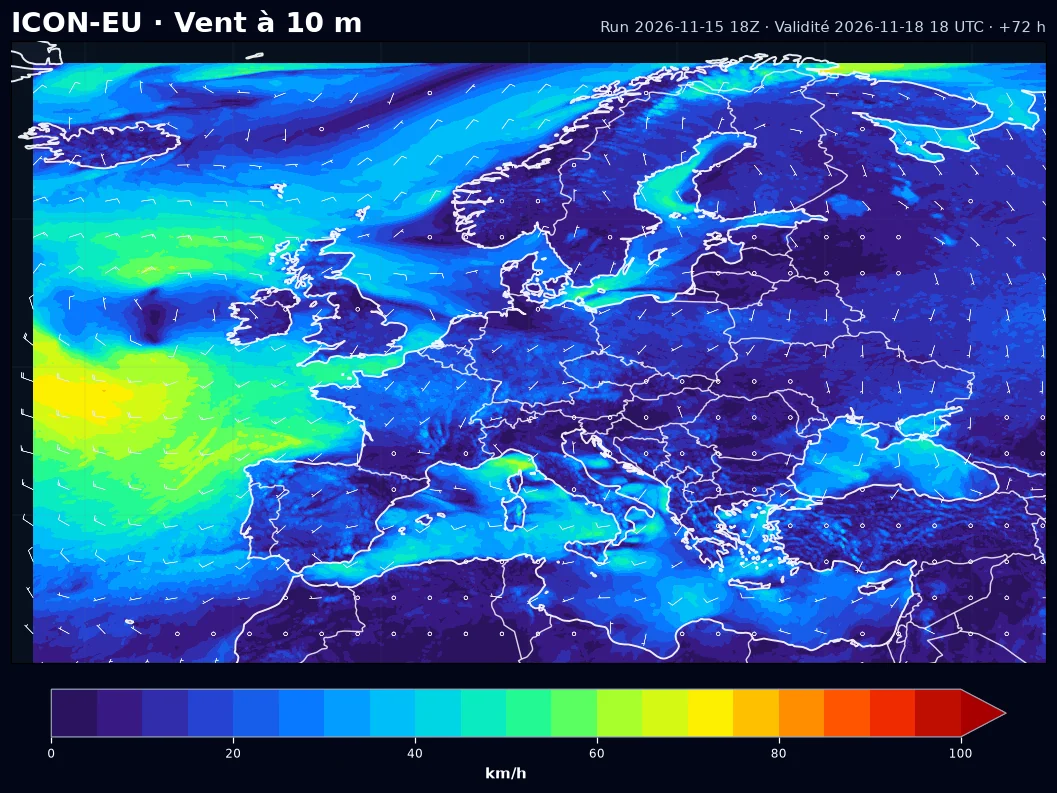 ICON-EU · Vent à 10 m
Run 2026-11-15 18Z · Validité 2026-11-18 18 UTC · +72 h
0 20 40 60 80 100
km/h